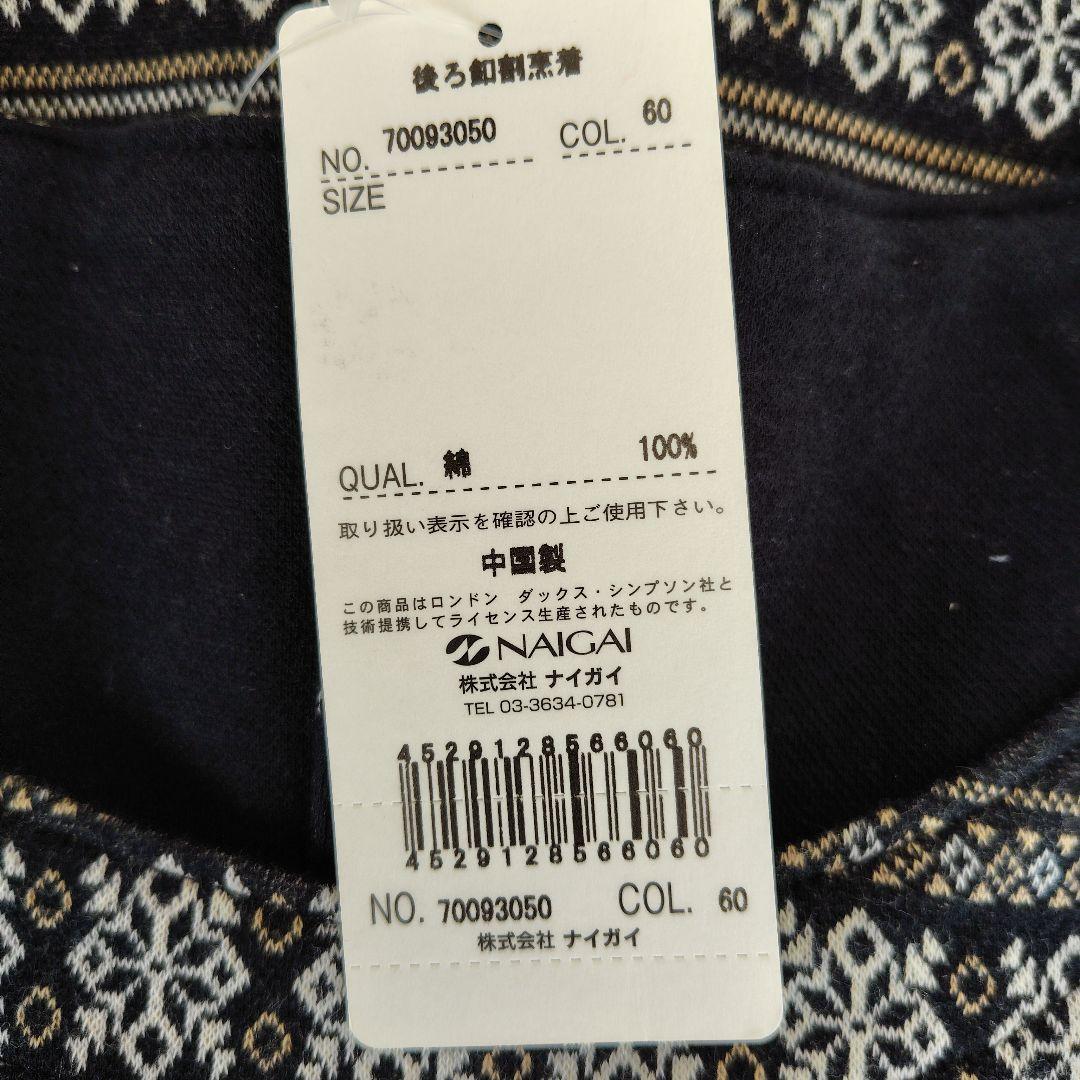 後ろ釦割烹着
NO. 70093050 COL. 60
SIZE
QUAL. 綿 100%
取り扱い表示を確認の上ご使用下さい。
中国製
この商品はロンドン ダックス・シンプソン社と
技術提携してライセンス生産されたものです。
NAIGAI
株式会社 ナイガイ
TEL 03-3634-0781
4529128566060
4529128566060
NO. 70093050 COL. 60
株式会社 ナイガイ